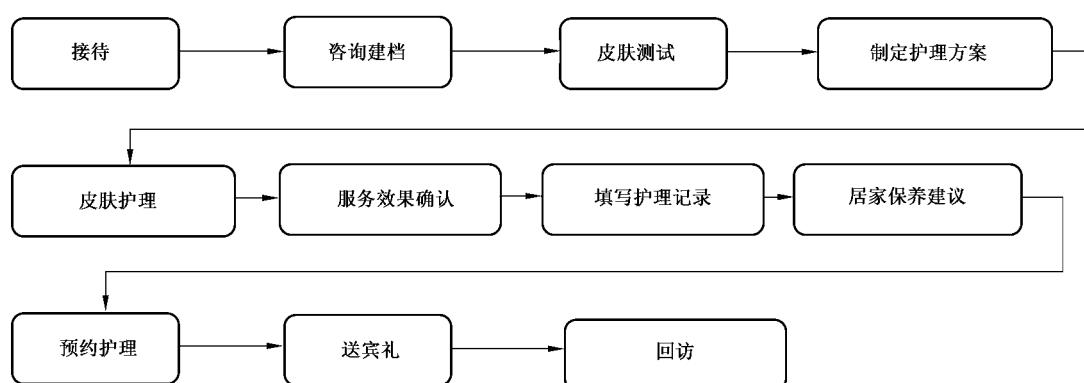 接待
咨询建档
皮肤测试
制定护理方案
皮肤护理
服务效果确认
填写护理记录
居家保养建议
预约护理
送宾礼
回访